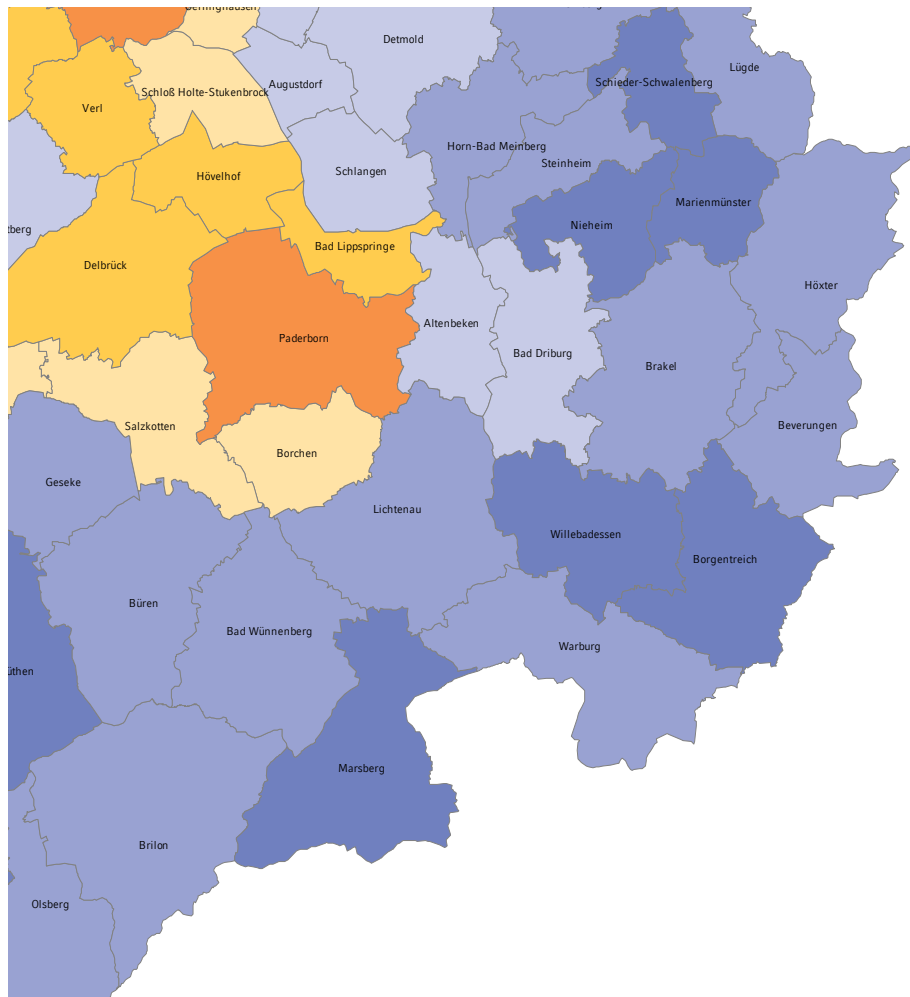 Detmold
Lügde
Schieder-Schwalenberg
Augustdorf
Schloß Holte-Stukenbrock
Verl
Horn-Bad Meinberg
Steinheim
Schlangen
Hövelhof
Marienmünster
Nieheim
Bad Lippspringe
Delbrück
Höxter
Altenbeken
Paderborn
Bad Driburg
Brakel
Beverungen
Salzkotten
Borchen
Geseke
Lichtenau
Willebadessen
Borgentreich
Büren
Bad Wünnenberg
Warburg
üthen
Marsberg
Brilon
Olsberg